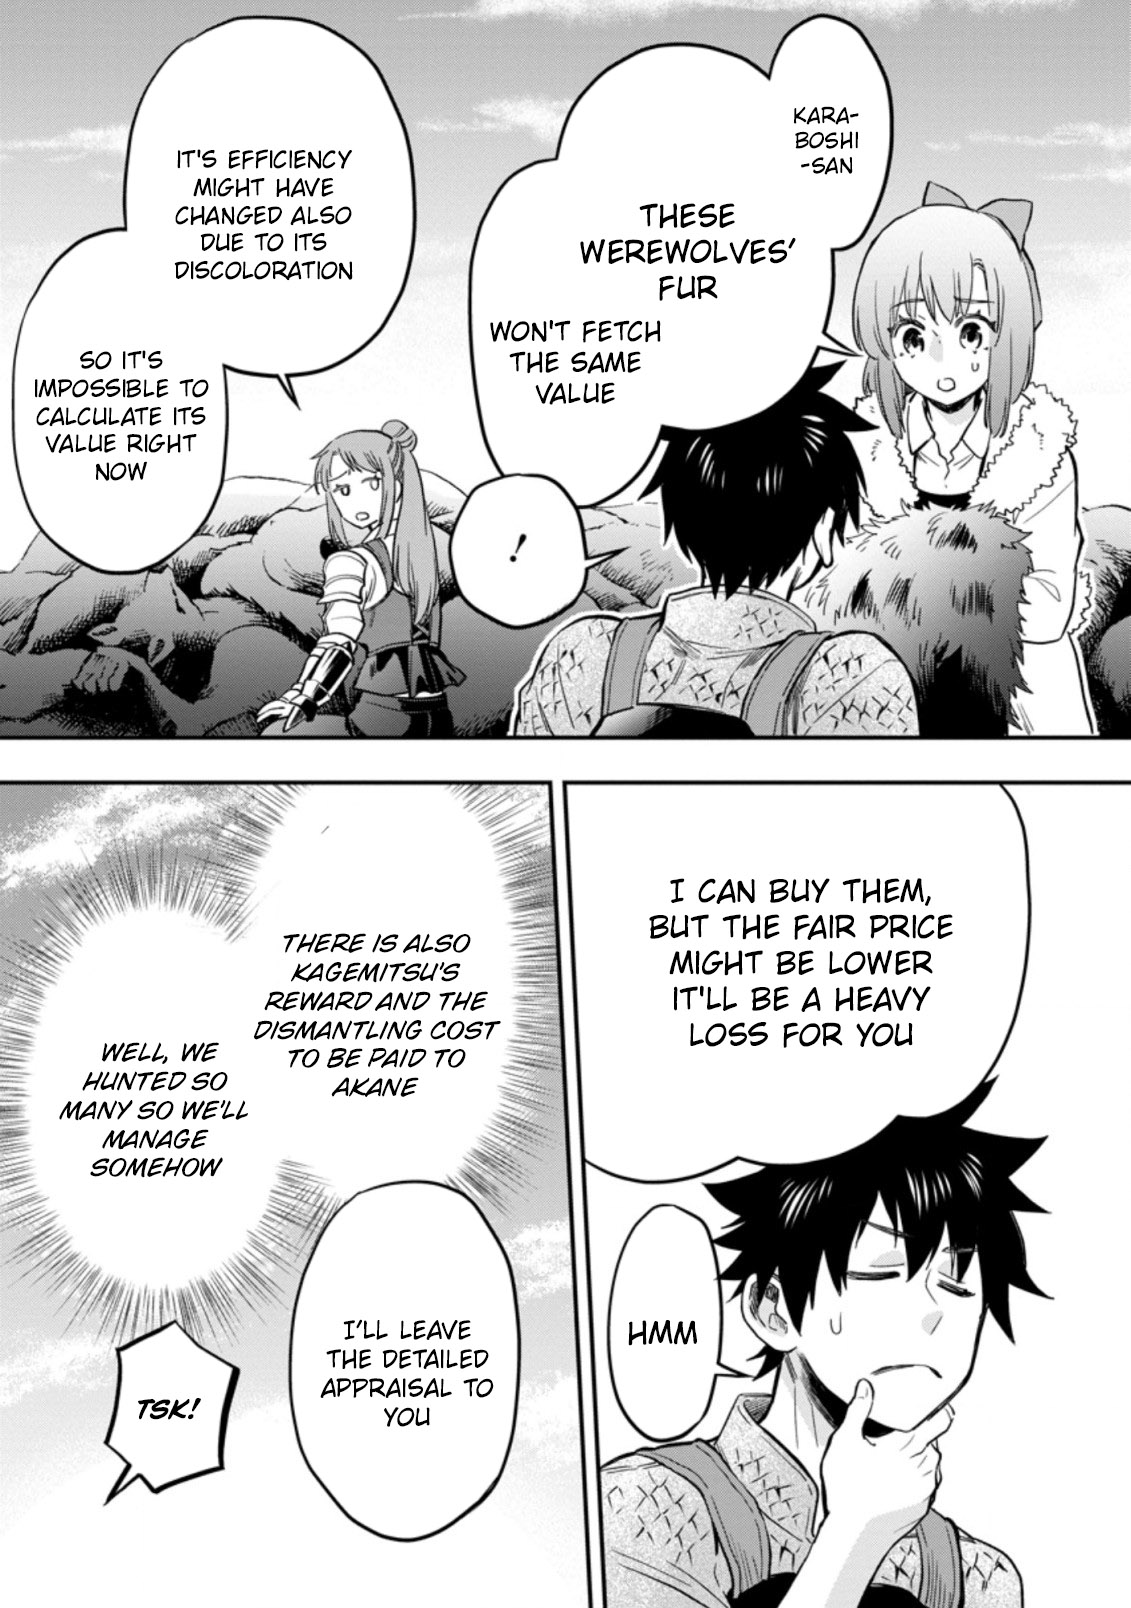 KARA-
BOSHI
-SAN
THESE
WEREWOLVES'
FUR
WON'T FETCH
THE SAME
VALUE
!
IT'S EFFICIENCY
MIGHT HAVE
CHANGED ALSO
DUE TO ITS
DISCOLORATION
SO IT'S
IMPOSSIBLE TO
CALCULATE ITS
VALUE RIGHT
NOW
I CAN BUY THEM,
BUT THE FAIR PRICE
MIGHT BE LOWER
IT'LL BE A HEAVY
LOSS FOR YOU
HMM
THERE IS ALSO
KAGEMITSU'S
REWARD AND THE
DISMANTLING COST
TO BE PAID TO
AKANE
WELL, WE
HUNTED SO
MANY SO WE'LL
MANAGE
SOMEHOW
I'LL LEAVE
THE DETAILED
APPRAISAL TO
YOU
TSK!